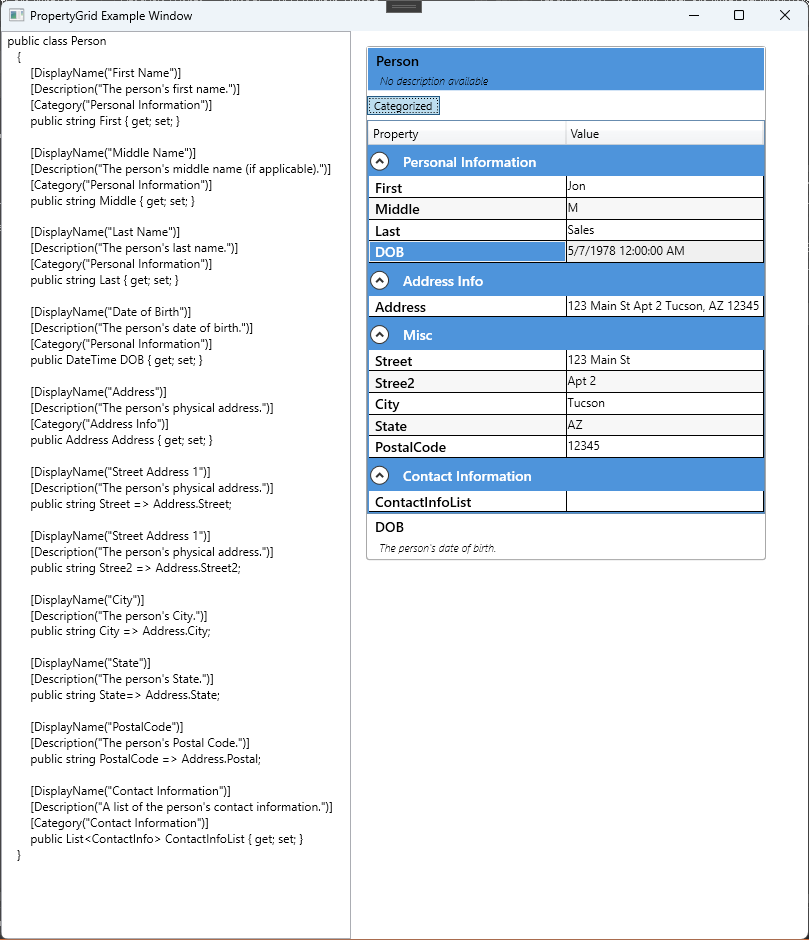 PropertyGrid Example Window
public class Person
{
[DisplayName("First Name")]
[Description("The person's first name.")]
[Category("Personal Information")]
public string First { get; set; }
[DisplayName("Middle Name")]
[Description("The person's middle name (if applicable).")]
[Category("Personal Information")]
public string Middle { get; set; }
[DisplayName("Last Name")]
[Description("The person's last name.")]
[Category("Personal Information")]
public string Last { get; set; }
[DisplayName("Date of Birth")]
[Description("The person's date of birth.")]
[Category("Personal Information")]
public DateTime DOB { get; set; }
[DisplayName("Address")]
[Description("The person's physical address.")]
[Category("Address Info")]
public Address Address { get; set; }
[DisplayName("Street Address 1")]
[Description("The person's physical address.")]
public string Street => Address.Street;
[DisplayName("Street Address 1")]
[Description("The person's physical address.")]
public string Stree2 => Address.Street2;
[DisplayName("City")]
[Description("The person's City.")]
public string City => Address.City;
[DisplayName("State")]
[Description("The person's State.")]
public string State=> Address.State;
[DisplayName("PostalCode")]
[Description("The person's Postal Code.")]
public string PostalCode => Address.Postal;
[DisplayName("Contact Information")]
[Description("A list of the person's contact information.")]
[Category("Contact Information")]
public List<ContactInfo> ContactInfoList { get; set; }
}
Person
No description available
Categorized
Property Value
Personal Information
First Jon
Middle M
Last Sales
DOB 5/7/1978 12:00:00 AM
Address Info
Address 123 Main St Apt 2 Tucson, AZ 12345
Misc
Street 123 Main St
Stree2 Apt 2
City Tucson
State AZ
PostalCode 12345
Contact Information
ContactInfoList
DOB
The person's date of birth.